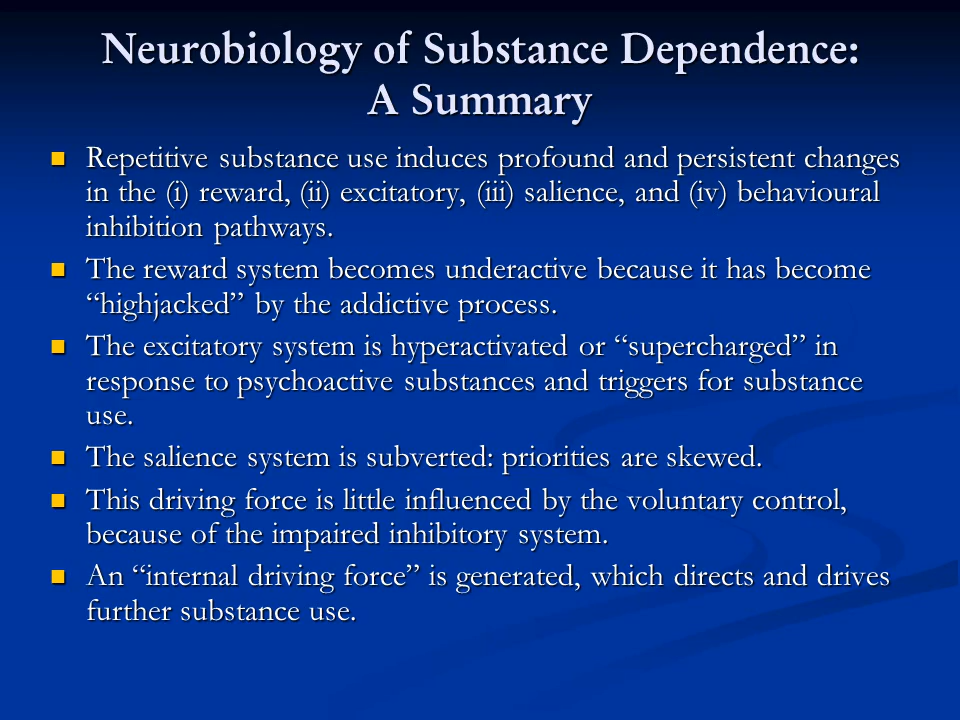 Neurobiology of Substance Dependence:
A Summary
Repetitive substance use induces profound and persistent changes
in the (i) reward, (ii) excitatory, (iii) salience, and (iv) behavioural
inhibition pathways.
The reward system becomes underactive because it has become
“highjacked” by the addictive process.
The excitatory system is hyperactivated or “supercharged” in
response to psychoactive substances and triggers for substance
use.
The salience system is subverted: priorities are skewed.
This driving force is little influenced by the voluntary control,
because of the impaired inhibitory system.
An “internal driving force” is generated, which directs and drives
further substance use.